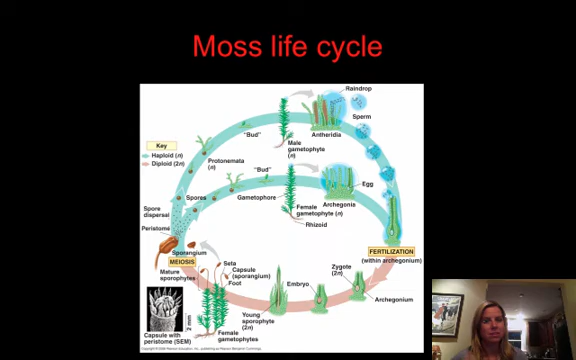 Moss life cycle
Raindrop
Sperm
"Bud"
Antheridia
Key
Haploid (n)
Diploid (2n)
Male
gametophyte
(n)
Protonemata
(n)
"Bud"
Egg
Spores
Gametophore
Archegonia
Spore
dispersal
Female
gametophyte (n)
Rhizoid
Peristome
Sporangium
FERTILIZATION
(within archegonium)
MEIOSIS
Seta
Capsule
(sporangium)
Foot
Mature
sporophytes
Zygote
(2n)
Embryo
Archegonium
Young
sporophyte
(2n)
2 mm
Capsule with
peristome (SEM)
Female
gametophytes